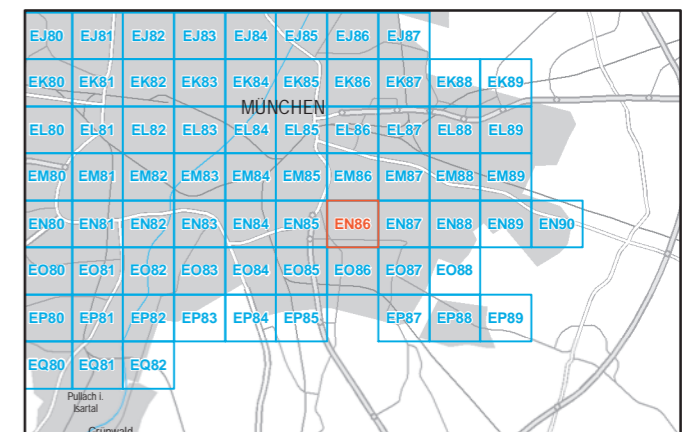 EJ80 EJ81 EJ82 EJ83 EJ84 EJ85 EJ86 EJ87
EK80 EK81 EK82 EK83 EK84 EK85 EK86 EK87 EK88 EK89
MÜNCHEN
EL80 EL81 EL82 EL83 EL84 EL85 EL86 EL87 EL88 EL89
EM80 EM81 EM82 EM83 EM84 EM85 EM86 EM87 EM88 EM89
EN80 EN81 EN82 EN83 EN84 EN85 EN86 EN87 EN88 EN89 EN90
EO80 EO81 EO82 EO83 EO84 EO85 EO86 EO87 EO88
EP80 EP81 EP82 EP83 EP84 EP85 EP87 EP88 EP89
EQ80 EQ81 EQ82
Pullach i.
Isartal
Grünwald